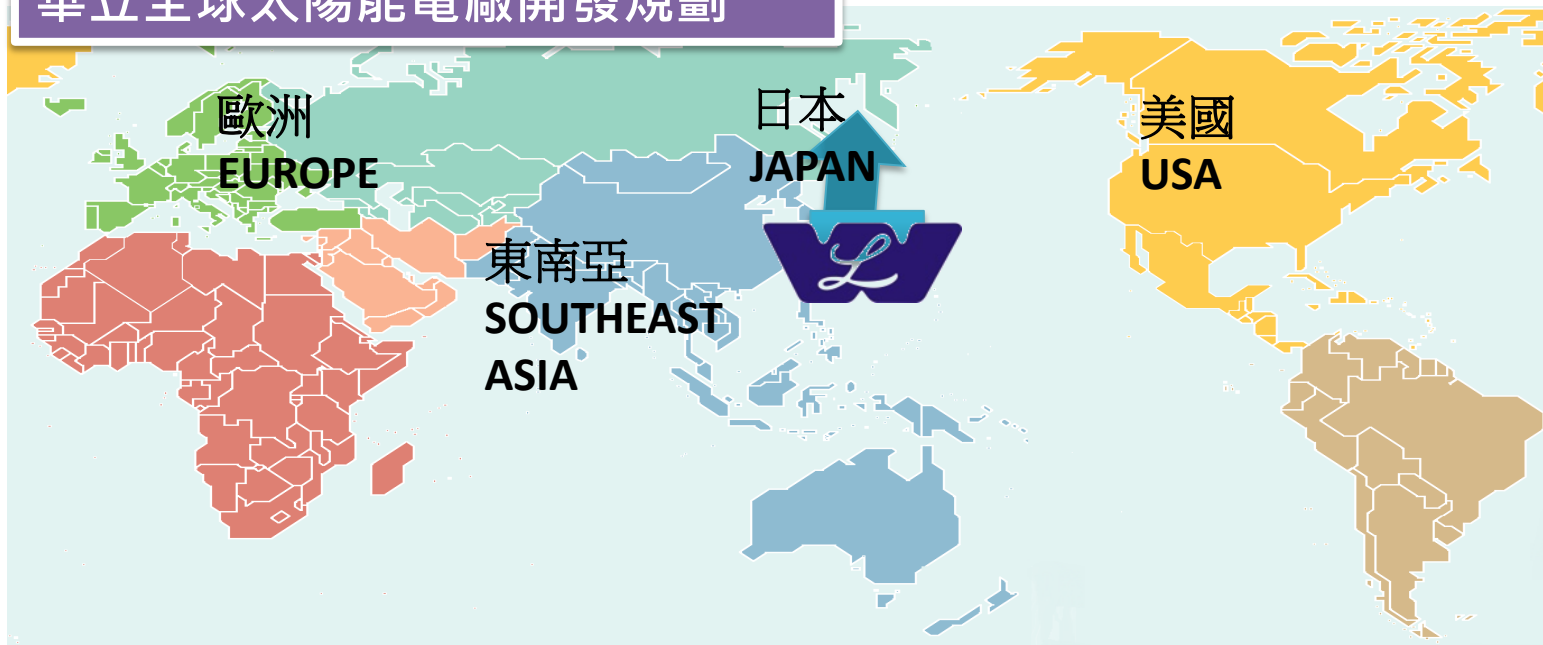 華立全球太陽能電廠開發規劃
歐洲
EUROPE
日本
JAPAN
美國
USA
東南亞
SOUTHEAST
ASIA
L